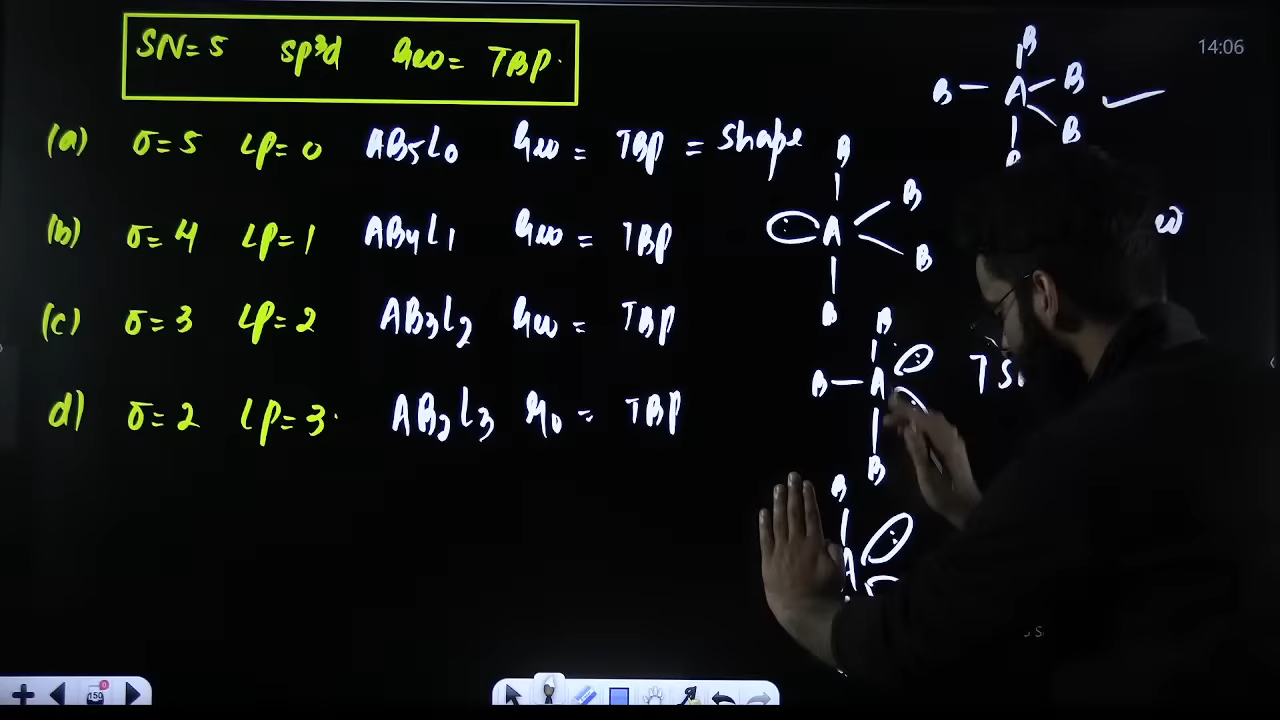 14:06
SN=5 sp³d Geo= TBP.
(a) σ=5 LP=0 AB5L0 Geo = TBP = shape
(b) σ=4 LP=1 AB4L1 Geo = TBP
(c) σ=3 LP=2 AB3L2 Geo = TBP
d) σ=2 LP=3. AB2L3 Geo = TBP
B
B A B
B
B
B
A B
B
B
B
B A
B
B
A
150